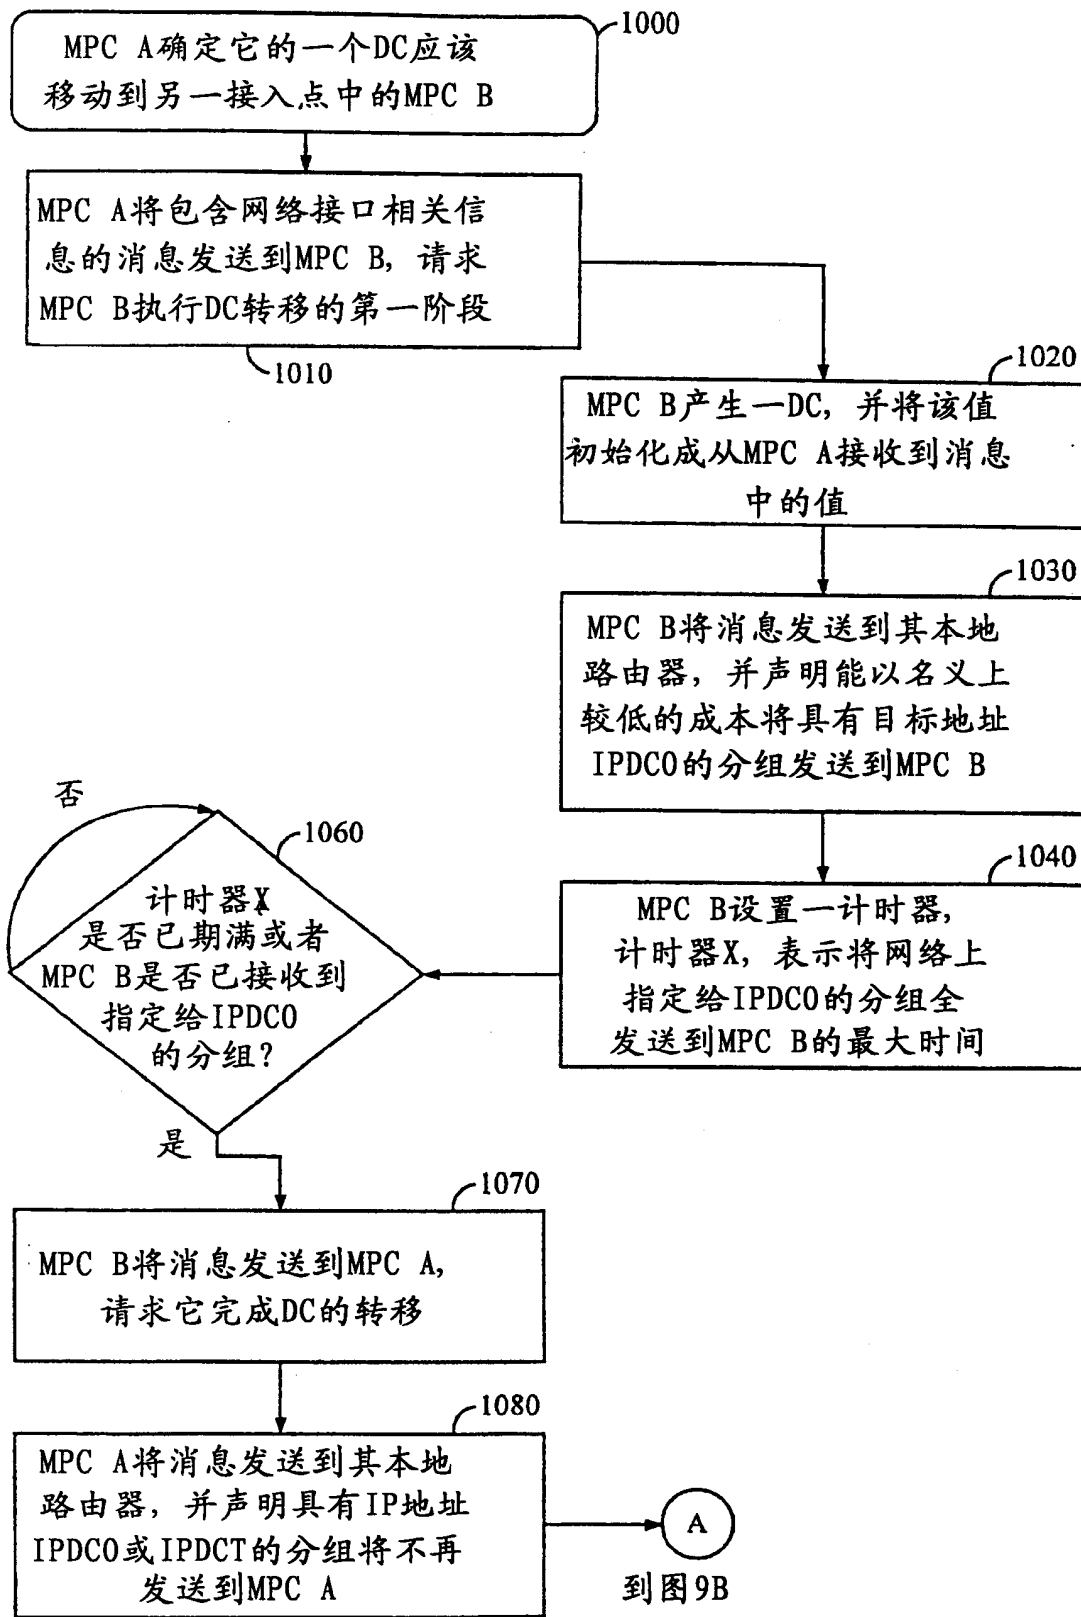 1000
MPC A确定它的一个DC应该
移动到另一接入点中的MPC B
MPC A将包含网络接口相关信
息的消息发送到MPC B, 请求
MPC B执行DC转移的第一阶段
1010
1020
MPC B产生一DC, 并将该值
初始化成从MPC A接收到消息
中的值
1030
MPC B将消息发送到其本地
路由器, 并声明能以名义上
较低的成本将具有目标地址
IPDC0的分组发送到MPC B
1040
MPC B设置一计时器,
计时器X, 表示将网络上
指定给IPDC0的分组全
发送到MPC B的最大时间
否
1060
计时器X
是否已期满或者
MPC B是否已接收到
指定给IPDC0
的分组?
是
1070
MPC B将消息发送到MPC A,
请求它完成DC的转移
1080
MPC A将消息发送到其本地
路由器, 并声明具有IP地址
IPDC0或IPDCT的分组将不再
发送到MPC A
A
到图9B